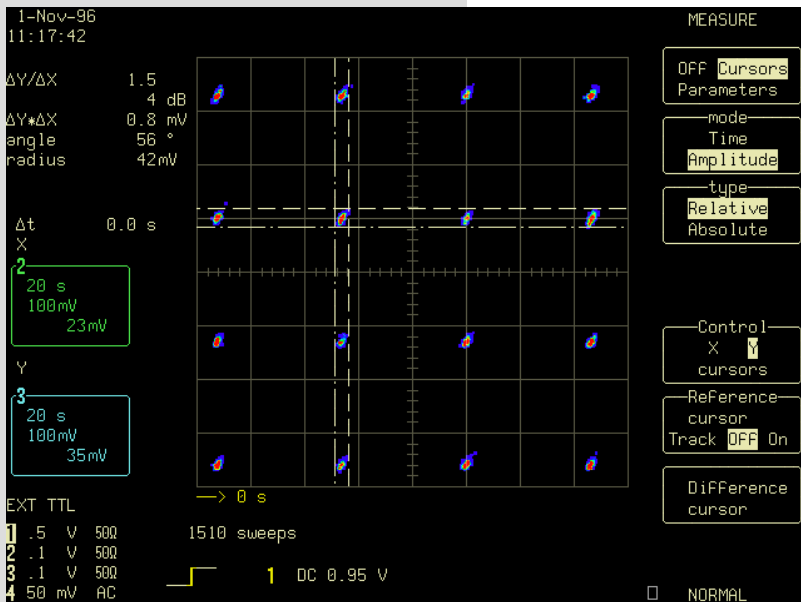 1-Nov-96
11:17:42
ΔY/ΔX 1.5
4 dB
ΔY*ΔX 0.8 mV
angle 56 °
radius 42mV
Δt 0.0 s
X
2
20 s
100mV
23mV
Y
3
20 s
100mV
35mV
EXT TTL
1 .5 V 50Ω
2 .1 V 50Ω
3 .1 V 50Ω
4 50 mV AC
—> 0 s
1510 sweeps
1 DC 0.95 V
MEASURE
OFF Cursors
Parameters
mode
Time
Amplitude
type
Relative
Absolute
Control
X Y
cursors
Reference
cursor
Track OFF On
Difference
cursor
□ NORMAL